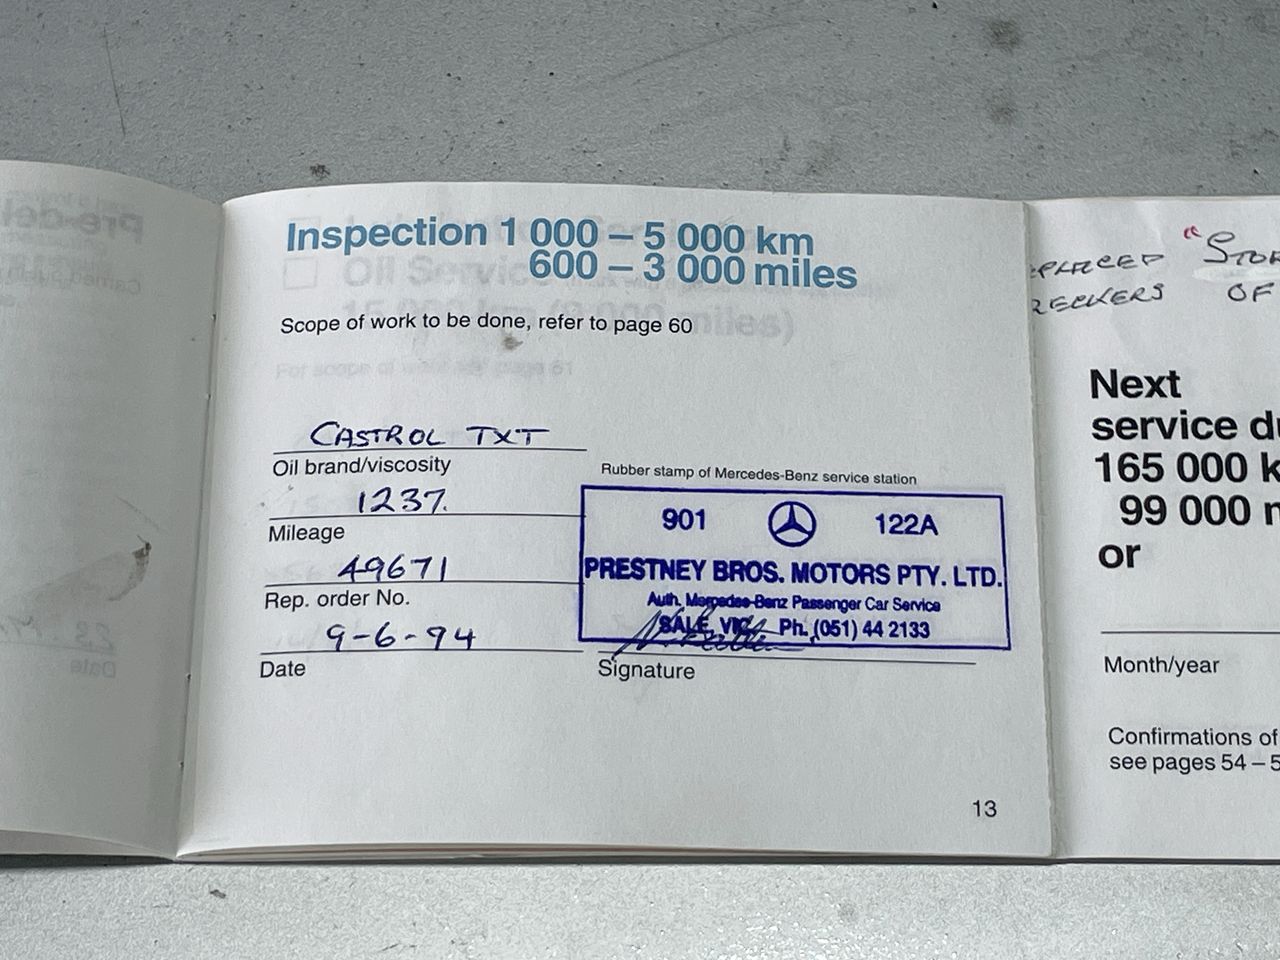 Inspection 1 000 – 5 000 km
600 – 3 000 miles
Scope of work to be done, refer to page 60
CASTROL TXT
Oil brand/viscosity
1237.
Mileage
49671
Rep. order No.
9-6-94
Date
Rubber stamp of Mercedes-Benz service station
901 122A
PRESTNEY BROS. MOTORS PTY. LTD.
Auth. Mercedes-Benz Passenger Car Service
SALE, VIC. Ph. (051) 44 2133
Signature
13
"STOR
OF
Next
service du
165 000 k
99 000 m
or
Month/year
Confirmations of
see pages 54 – 5